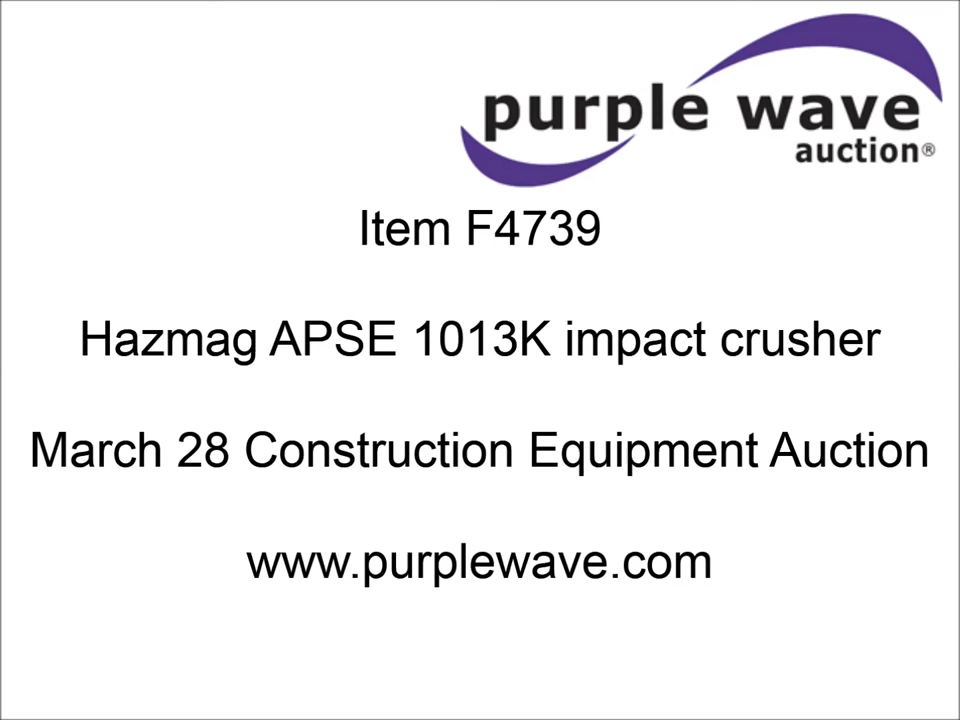 purple wave
auction®
Item F4739
Hazmag APSE 1013K impact crusher
March 28 Construction Equipment Auction
www.purplewave.com